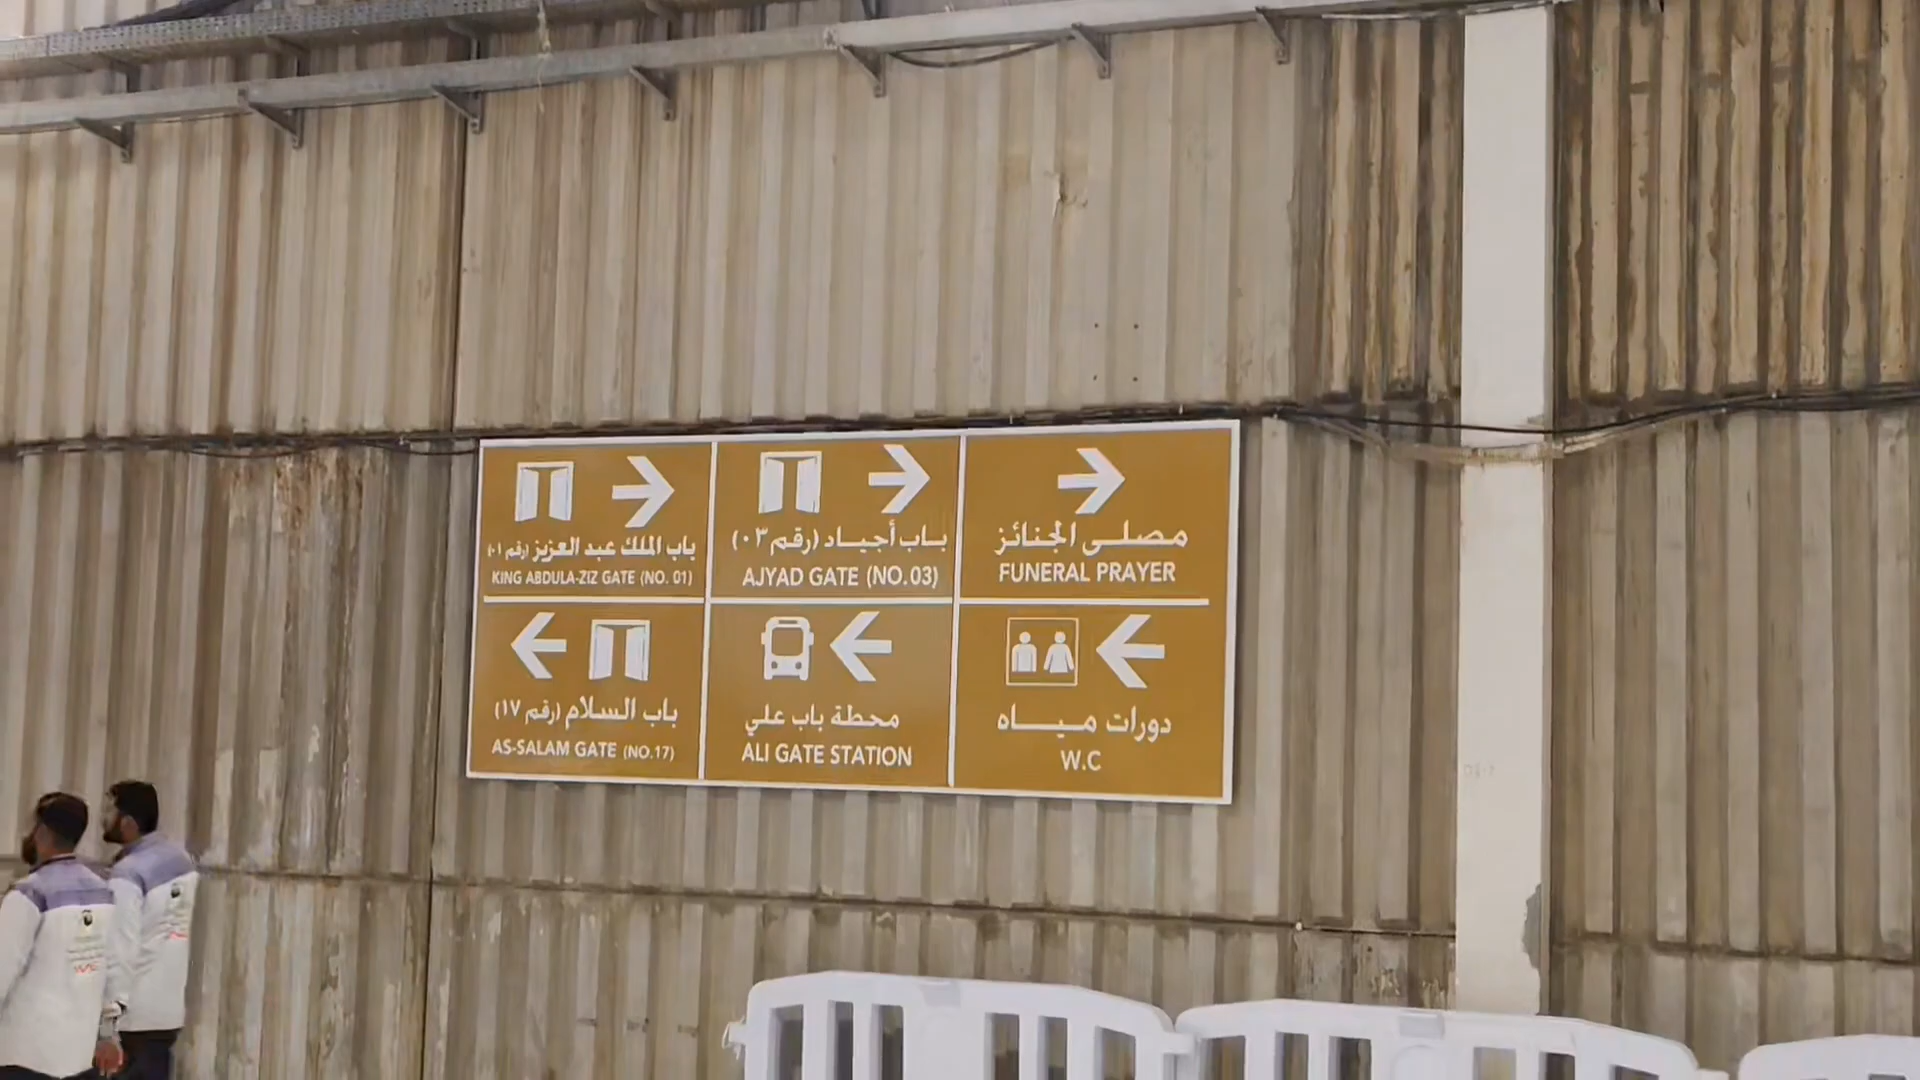 باب الملك عبد العزيز (رقم ٠١)
KING ABDULA-ZIZ GATE (NO. 01)
باب أجياد (رقم ٠٣)
AJYAD GATE (NO.03)
مصلى الجنائز
FUNERAL PRAYER
باب السلام (رقم ١٧)
AS-SALAM GATE (NO.17)
محطة باب علي
ALI GATE STATION
دورات مياه
W.C